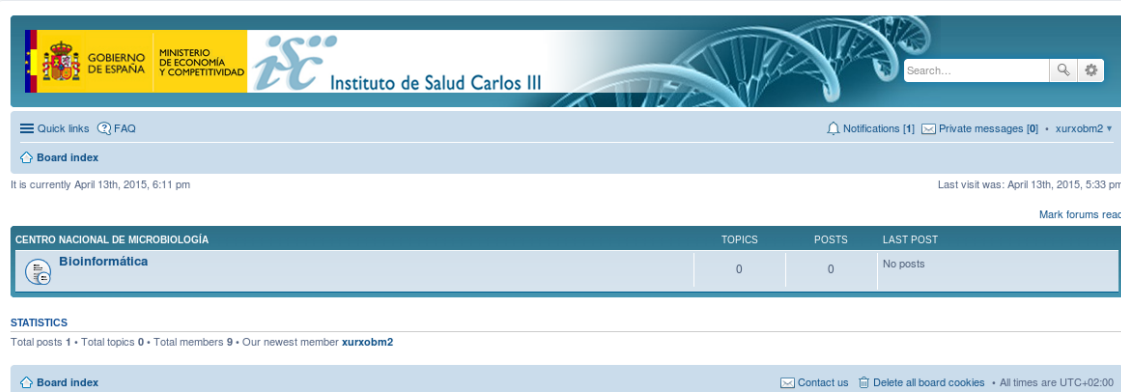 GOBIERNO DE ESPAÑA
MINISTERIO DE ECONOMÍA Y COMPETITIVIDAD
isc
Instituto de Salud Carlos III
Search…
Quick links FAQ
Notifications [1] Private messages [0] • xurxobm2
Board index
It is currently April 13th, 2015, 6:11 pm
Last visit was: April 13th, 2015, 5:33 pm
Mark forums read
CENTRO NACIONAL DE MICROBIOLOGÍA TOPICS POSTS LAST POST
Bioinformática 0 0 No posts
STATISTICS
Total posts 1 • Total topics 0 • Total members 9 • Our newest member xurxobm2
Board index
Contact us Delete all board cookies • All times are UTC+02:00